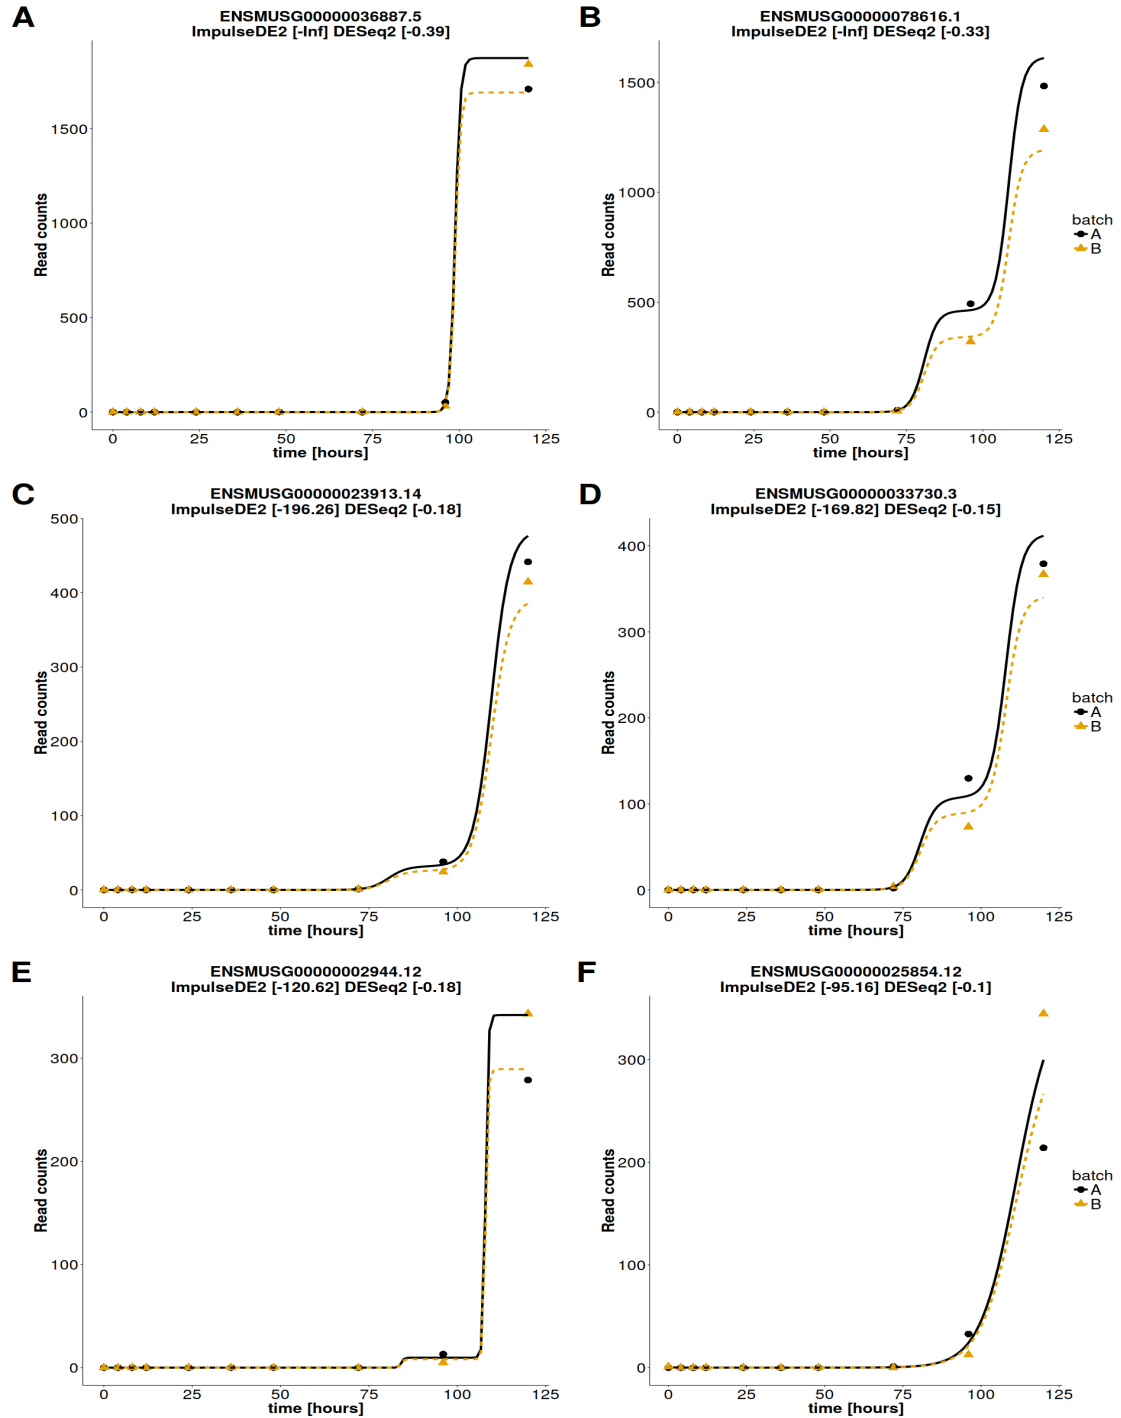 A
ENSMUSG00000036887.5
ImpulseDE2 [-Inf] DESeq2 [-0.39]
Read counts
1500
1000
500
0
0 25 50 75 100 125
time [hours]
B
ENSMUSG00000078616.1
ImpulseDE2 [-Inf] DESeq2 [-0.33]
Read counts
1500
1000
500
0
0 25 50 75 100 125
time [hours]
batch
A
B
C
ENSMUSG00000023913.14
ImpulseDE2 [-196.26] DESeq2 [-0.18]
Read counts
500
400
300
200
100
0
0 25 50 75 100 125
time [hours]
D
ENSMUSG00000033730.3
ImpulseDE2 [-169.82] DESeq2 [-0.15]
Read counts
400
300
200
100
0
0 25 50 75 100 125
time [hours]
batch
A
B
E
ENSMUSG00000002944.12
ImpulseDE2 [-120.62] DESeq2 [-0.18]
Read counts
300
200
100
0
0 25 50 75 100 125
time [hours]
F
ENSMUSG00000025854.12
ImpulseDE2 [-95.16] DESeq2 [-0.1]
Read counts
300
200
100
0
0 25 50 75 100 125
time [hours]
batch
A
B